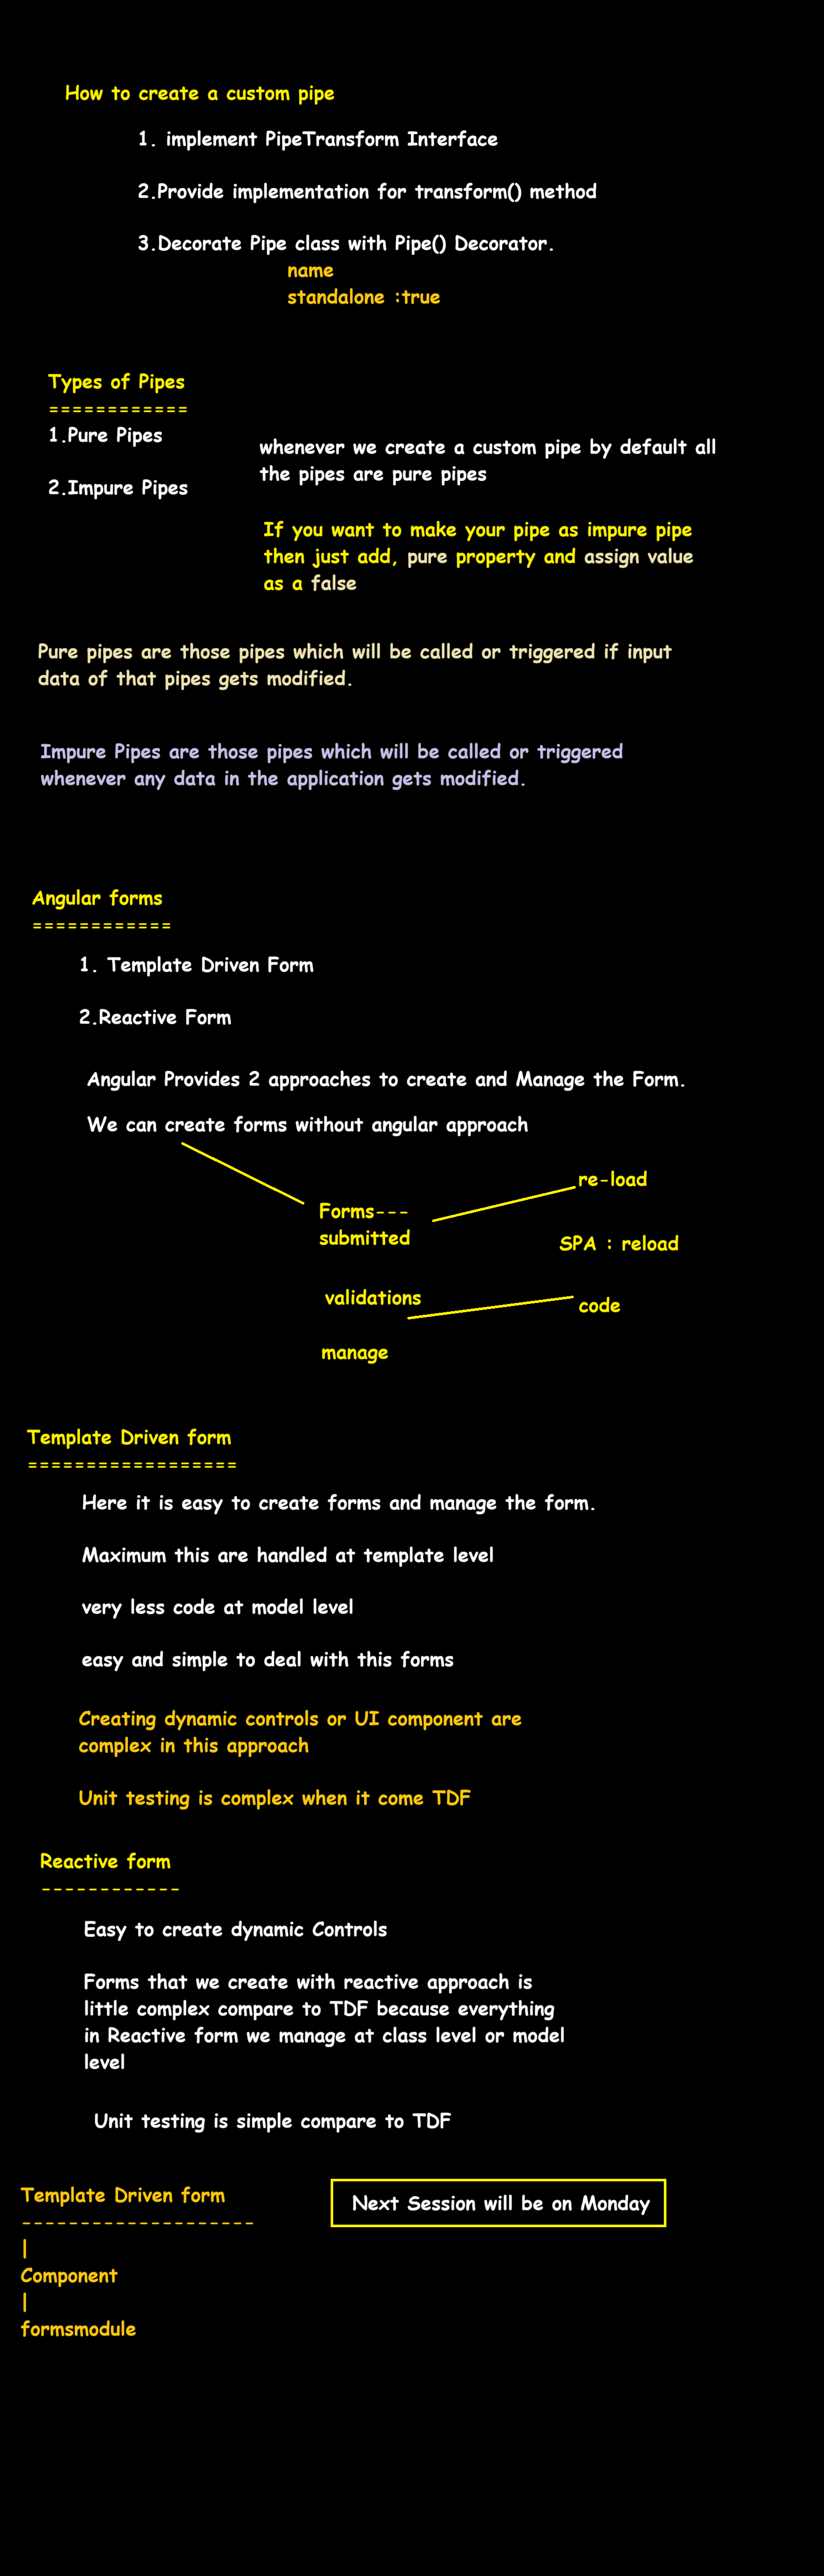 How to create a custom pipe
1. implement PipeTransform Interface
2.Provide implementation for transform() method
3.Decorate Pipe class with Pipe() Decorator.
name
standalone :true
Types of Pipes
============
1.Pure Pipes
2.Impure Pipes
whenever we create a custom pipe by default all
the pipes are pure pipes
If you want to make your pipe as impure pipe
then just add, pure property and assign value
as a false
Pure pipes are those pipes which will be called or triggered if input
data of that pipes gets modified.
Impure Pipes are those pipes which will be called or triggered
whenever any data in the application gets modified.
Angular forms
============
1. Template Driven Form
2.Reactive Form
Angular Provides 2 approaches to create and Manage the Form.
We can create forms without angular approach
re-load
Forms---
submitted
SPA : reload
validations
code
manage
Template Driven form
==================
Here it is easy to create forms and manage the form.
Maximum this are handled at template level
very less code at model level
easy and simple to deal with this forms
Creating dynamic controls or UI component are
complex in this approach
Unit testing is complex when it come TDF
Reactive form
------------
Easy to create dynamic Controls
Forms that we create with reactive approach is
little complex compare to TDF because everything
in Reactive form we manage at class level or model
level
Unit testing is simple compare to TDF
Template Driven form
--------------------
|
Component
|
formsmodule
Next Session will be on Monday